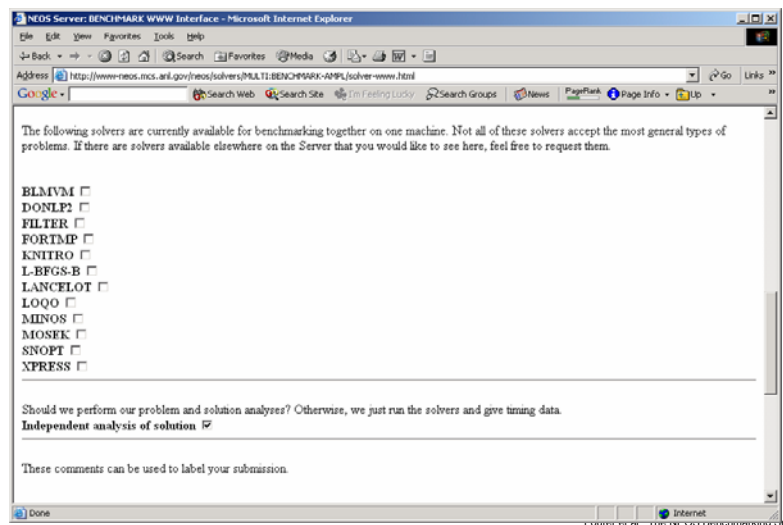 NEOS Server: BENCHMARK WWW Interface - Microsoft Internet Explorer
File Edit View Favorites Tools Help
Back Search Favorites Media
Address http://www-neos.mcs.anl.gov/neos/solvers/MULTI:BENCHMARK-AMPL/solver-www.html Go Links »
Google Search Web Search Site I'm Feeling Lucky Search Groups News PageRank Page Info Up »
The following solvers are currently available for benchmarking together on one machine. Not all of these solvers accept the most general types of
problems. If there are solvers available elsewhere on the Server that you would like to see here, feel free to request them.
BLMVM
DONLP2
FILTER
FORTMP
KNITRO
L-BFGS-B
LANCELOT
LOQO
MINOS
MOSEK
SNOPT
XPRESS
Should we perform our problem and solution analyses? Otherwise, we just run the solvers and give timing data.
Independent analysis of solution
These comments can be used to label your submission.
Done Internet